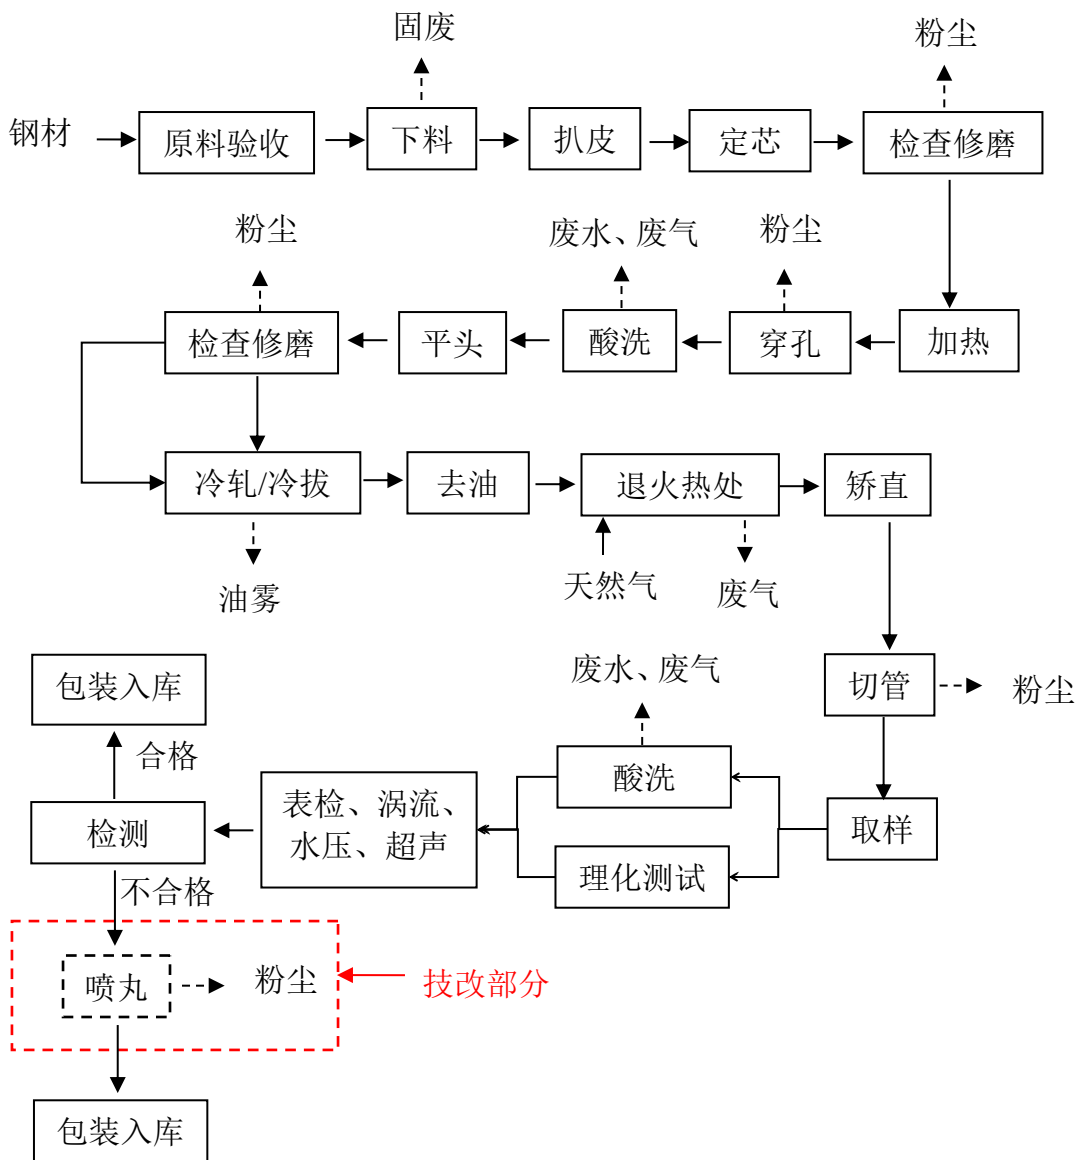 固废
粉尘
钢材
原料验收
下料
扒皮
定芯
检查修磨
粉尘
废水、废气
粉尘
检查修磨
平头
酸洗
穿孔
加热
冷轧/冷拔
去油
退火热处
矫直
油雾
天然气
废气
包装入库
废水、废气
切管
粉尘
合格
酸洗
表检、涡流、
水压、超声
检测
取样
理化测试
不合格
喷丸
粉尘
技改部分
包装入库